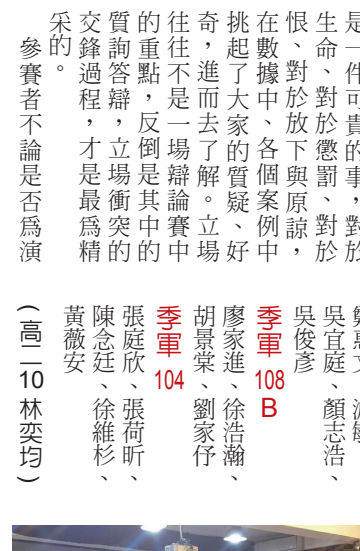 是一件可貴的事，對於
生命、對於懲罰、對於
恨、對於放下與原諒，
在數據中、各個案例中
挑起了大家的質疑、好
奇，進而去了解。立場
往往不是一場辯論賽中
的重點，反倒是其中的
質詢答辯，立場衝突的
交鋒過程，才是最爲精
采的。
參賽者不論是否爲演
吳宜庭、顏志浩、
吳俊彥
季軍 108 B
廖家進、徐浩瀚、
胡景棠、劉家伃
季軍 104
張庭欣、張荷昕、
陳念廷、徐維杉、
黃薇安
(高二10 林奕均)